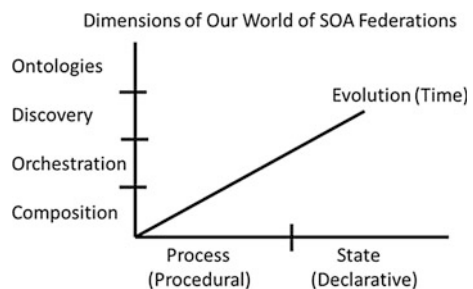 Dimensions of Our World of SOA Federations
Ontologies
Evolution (Time)
Discovery
Orchestration
Composition
Process
(Procedural)
State
(Declarative)